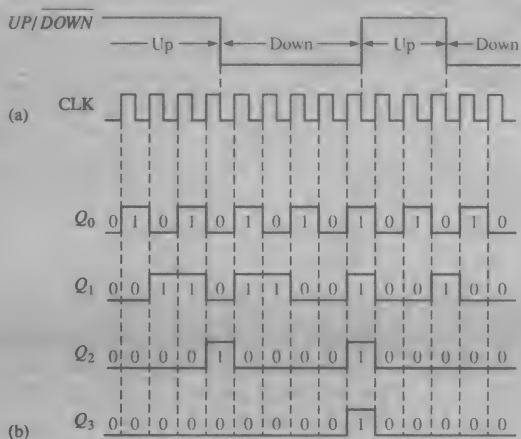 UP/DOWN
Up Down Up Down
(a) CLK
Q0 0 1 0 1 0 1 0 1 0 1 0 1 0 1 0
Q1 0 0 1 1 0 1 1 0 0 1 0 0 1 0 0
Q2 0 0 0 0 1 0 0 0 0 1 0 0 0 0 0
(b) Q3 0 0 0 0 0 0 0 0 0 1 0 0 0 0 0